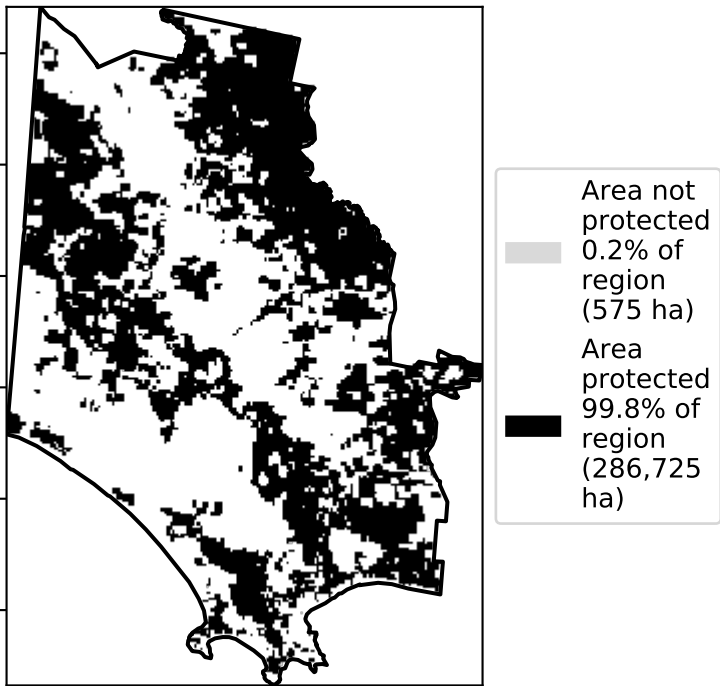 Area not
protected
0.2% of
region
(575 ha)
Area
protected
99.8% of
region
(286,725
ha)